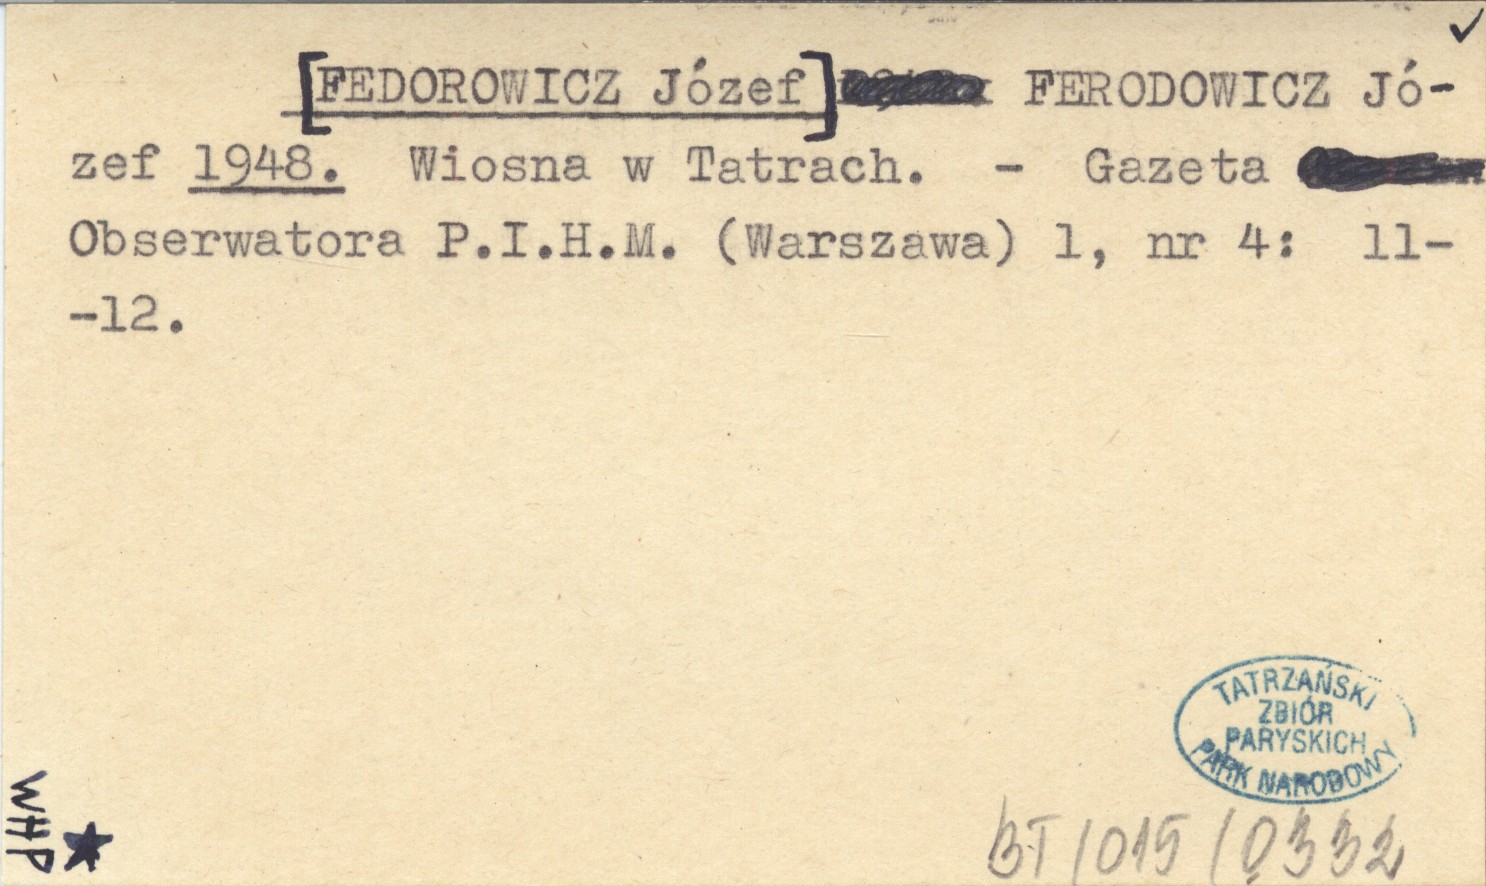 [FEDOROWICZ Józef] FERODOWICZ Jó-
zef 1948. Wiosna w Tatrach. - Gazeta
Obserwatora P.I.H.M. (Warszawa) 1, nr 4: 11-
-12.
TATRZAŃSKI
ZBIÓR
PARYSKICH
PARK NARODOWY
WHP
BT/015/0332